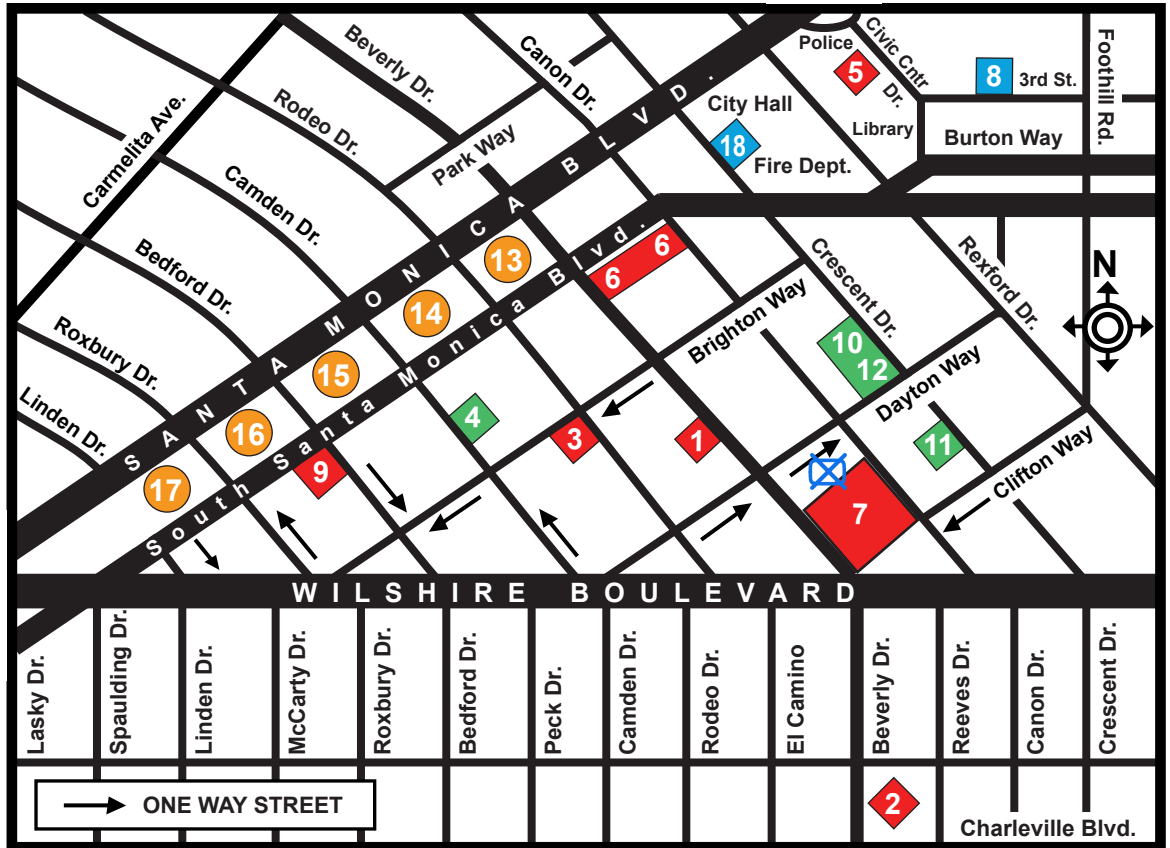 Beverly Dr.
Canon Dr.
Police
Civic Cntr
Dr.
5
8
3rd St.
Foothill Rd.
Rodeo Dr.
Carmelita Ave.
Park Way
City Hall
18
Fire Dept.
Library
Burton Way
Camden Dr.
SANTA MONICA BLVD.
Bedford Dr.
13
6
6
Crescent Dr.
Rexford Dr.
N
14
South Santa Monica Blvd.
Brighton Way
Roxbury Dr.
15
10
12
Dayton Way
Linden Dr.
16
4
3
1
11
Clifton Way
9
17
7
WILSHIRE BOULEVARD
Lasky Dr.
Spaulding Dr.
Linden Dr.
McCarty Dr.
Roxbury Dr.
Bedford Dr.
Peck Dr.
Camden Dr.
Rodeo Dr.
El Camino
Beverly Dr.
Reeves Dr.
Canon Dr.
Crescent Dr.
ONE WAY STREET
2
Charleville Blvd.